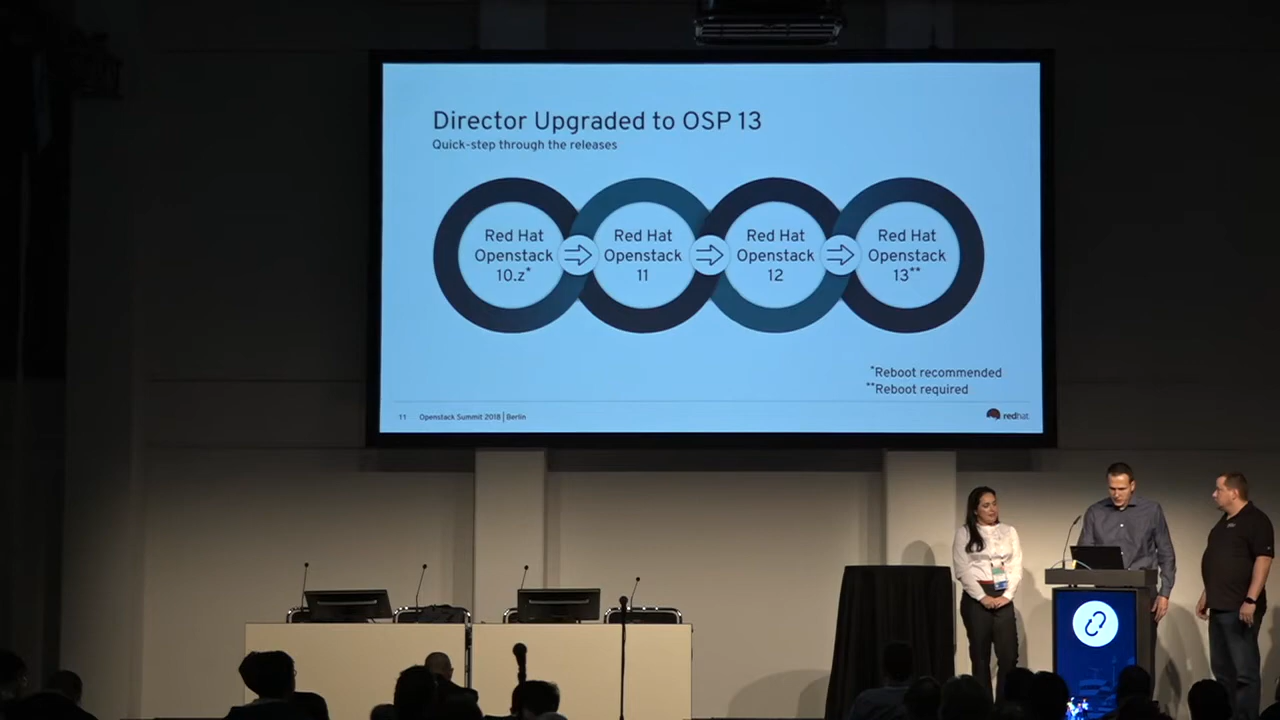 Director Upgraded to OSP 13
Quick-step through the releases
Red Hat
Openstack
10.z*
Red Hat
Openstack
11
Red Hat
Openstack
12
Red Hat
Openstack
13**
*Reboot recommended
**Reboot required
11 Openstack Summit 2018 | Berlin
redhat